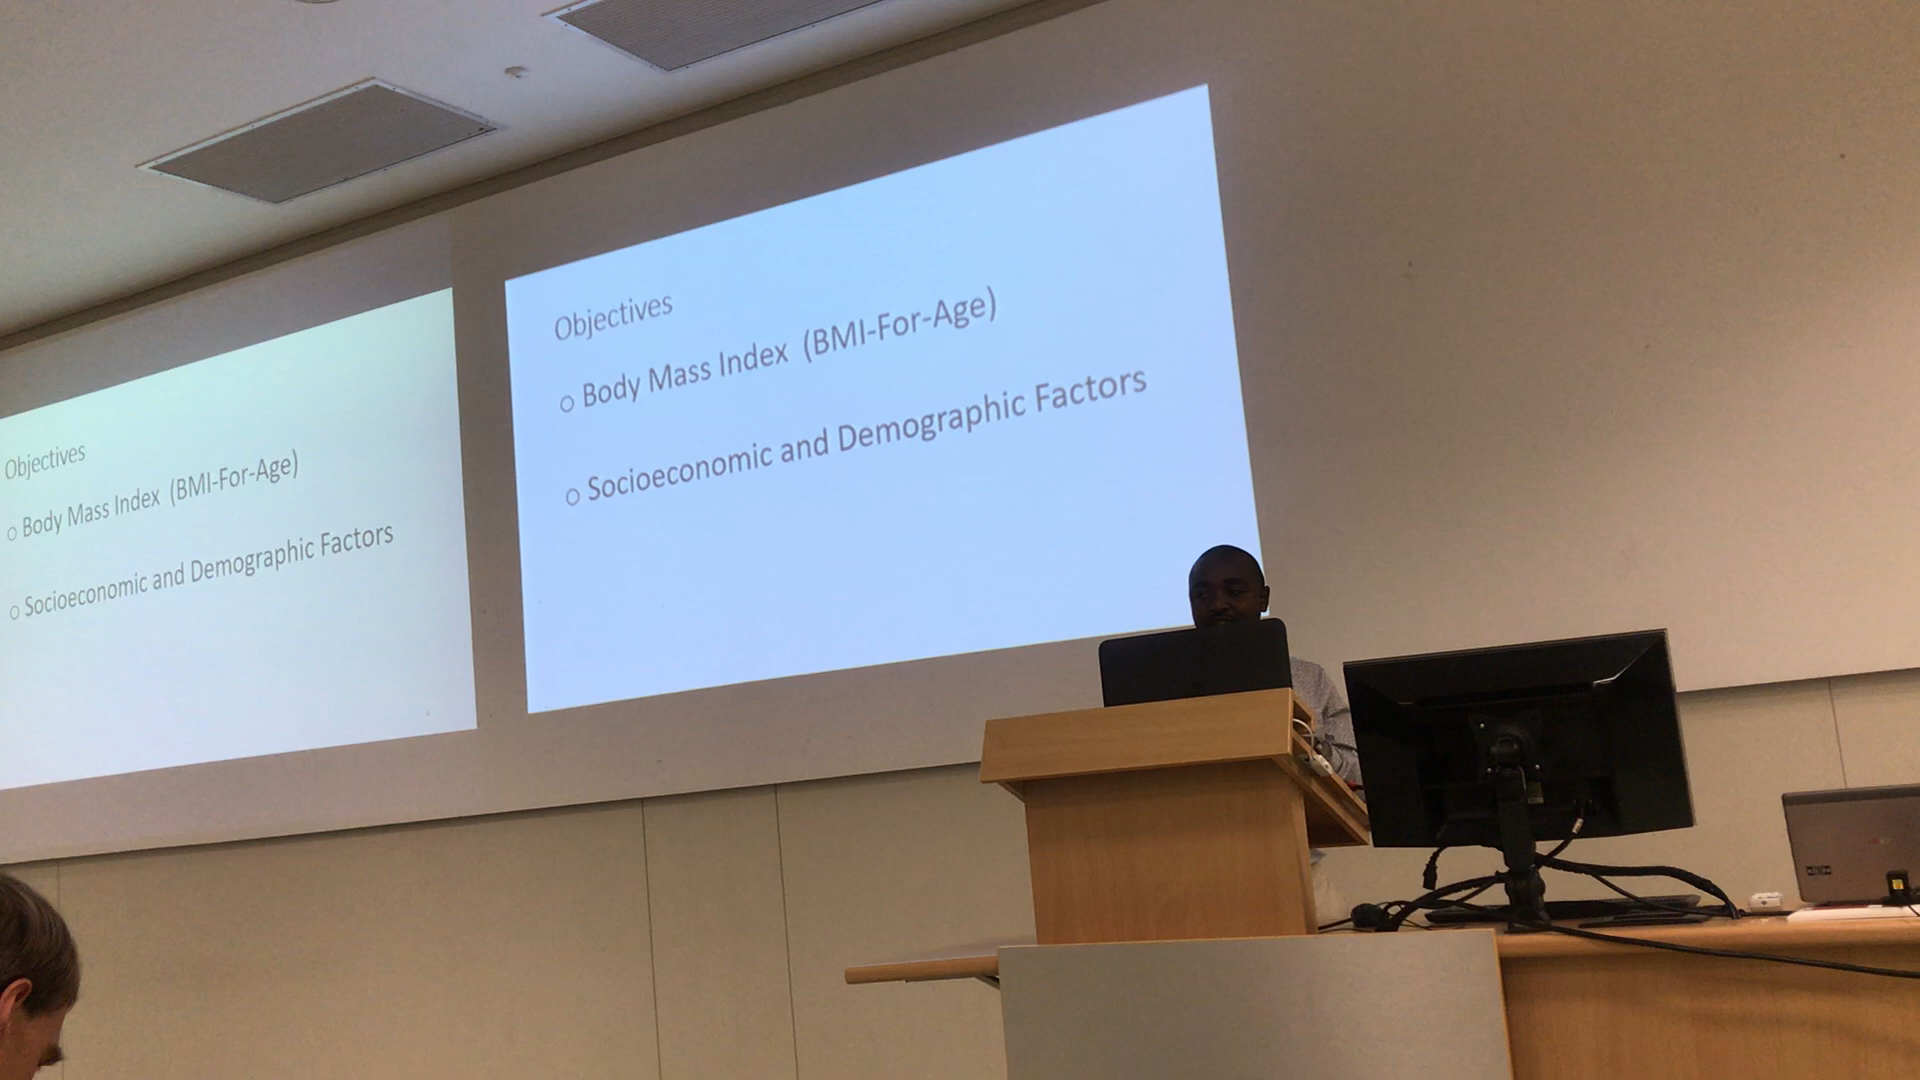 Objectives
○ Body Mass Index (BMI-For-Age)
○ Socioeconomic and Demographic Factors
Objectives
○ Body Mass Index (BMI-For-Age)
○ Socioeconomic and Demographic Factors